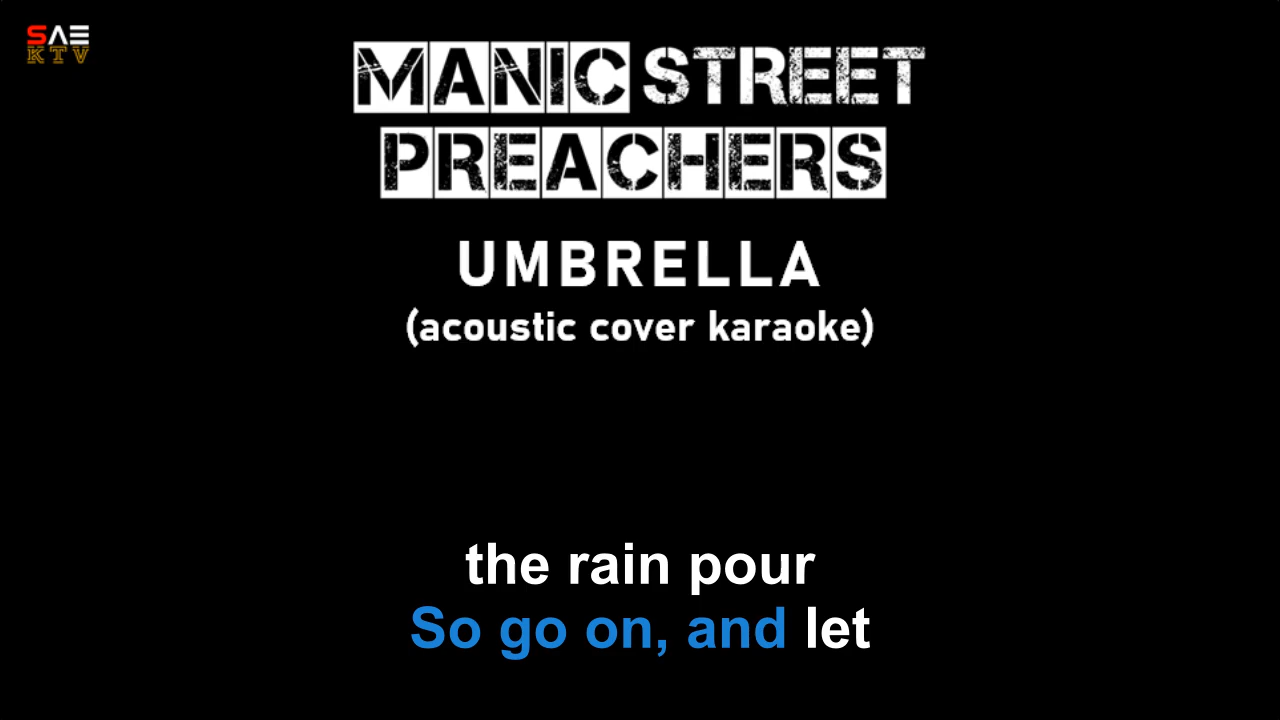 SAE
KTV
MANIC STREET
PREACHERS
UMBRELLA
(acoustic cover karaoke)
the rain pour
So go on, and let